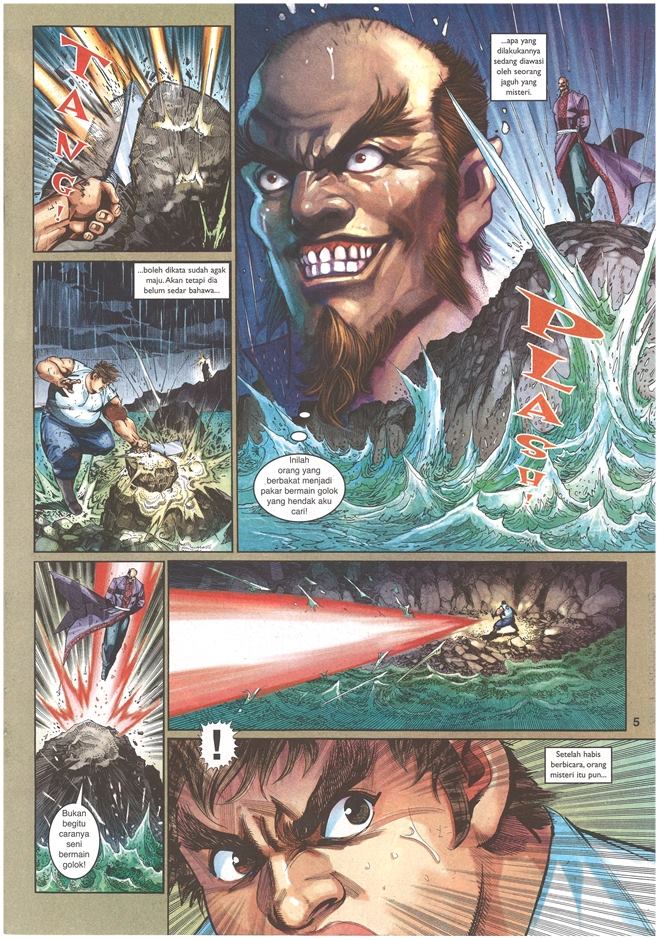 TANG!
...boleh dikata sudah agak
maju. Akan tetapi dia
belum sedar bahawa...
...apa yang
dilakukannya
sedang diawasi
oleh seorang
jaguh yang
misteri.
PLASH!
Inilah
orang yang
berbakat menjadi
pakar bermain golok
yang hendak aku
cari!
Bukan
begitu
caranya
seni
bermain
golok!
5
!
Setelah habis
berbicara, orang
misteri itu pun...